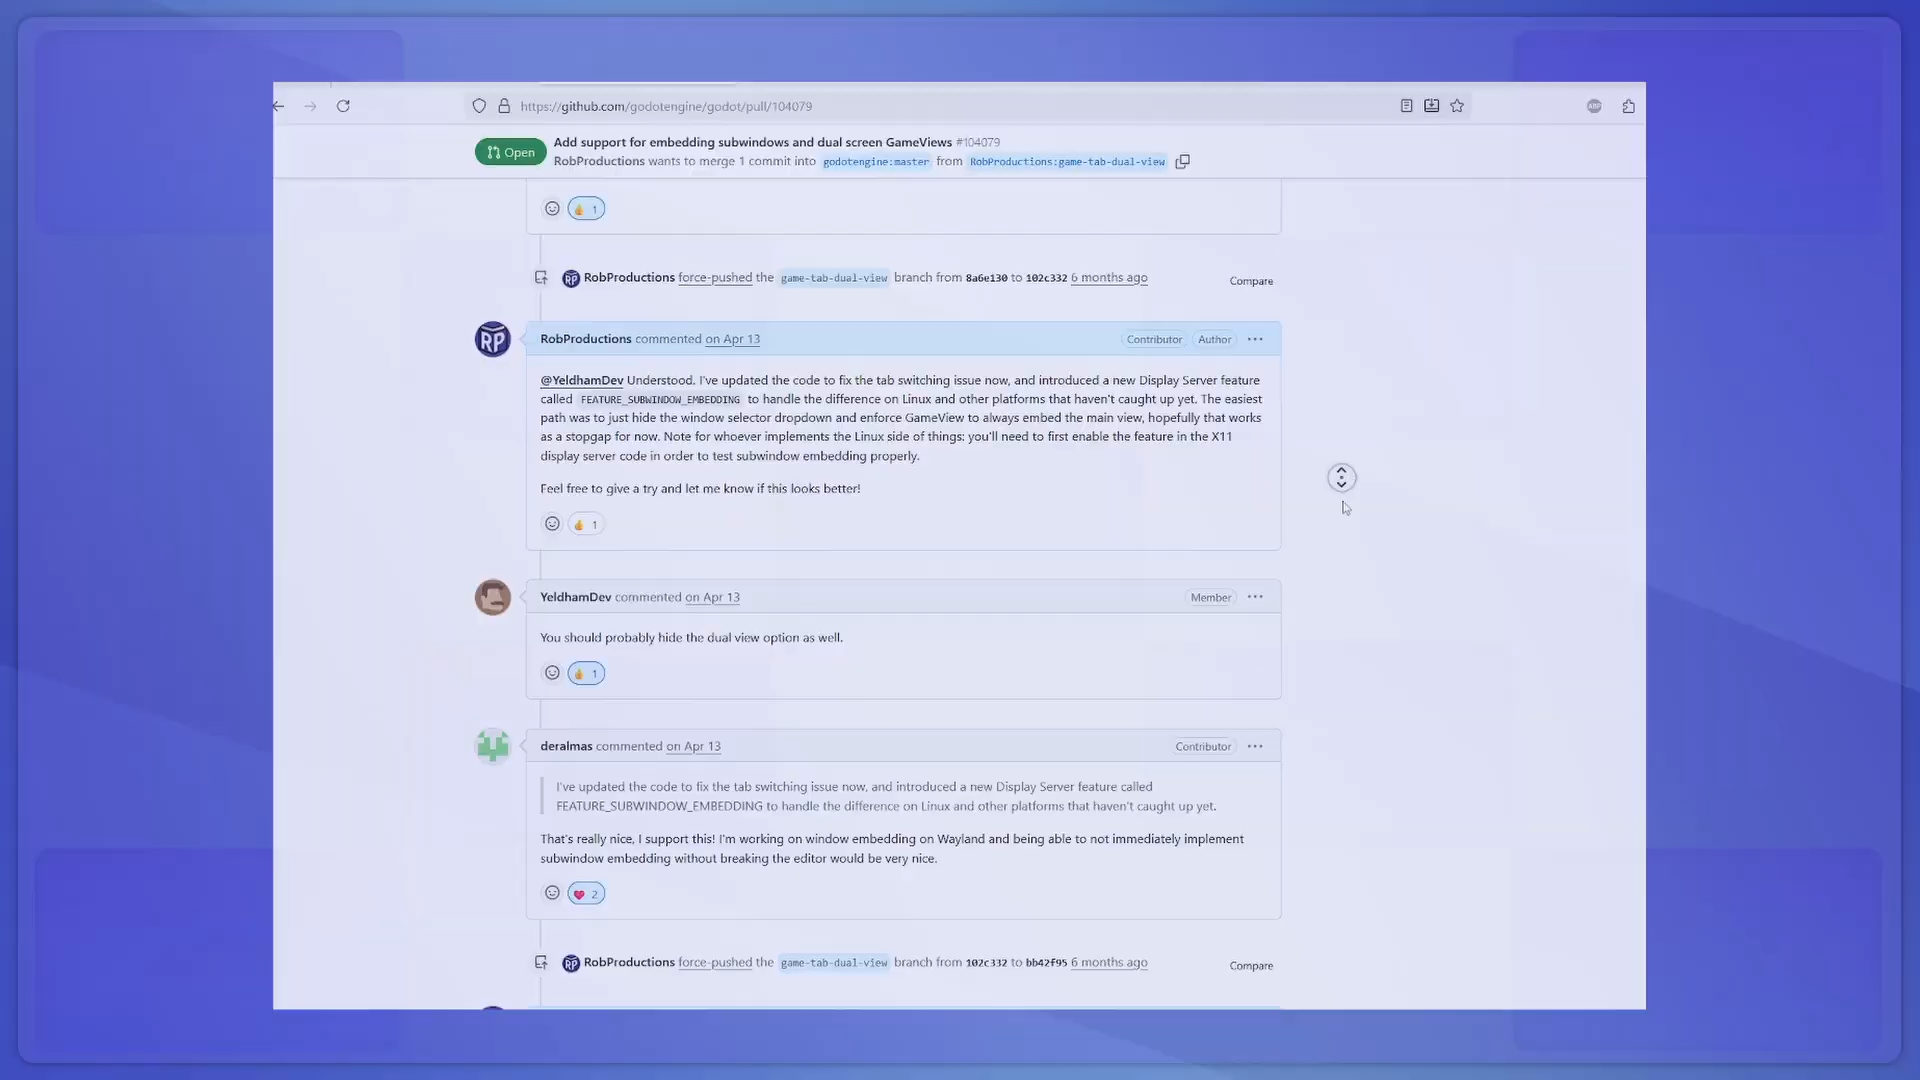 https://github.com/godotengine/godot/pull/104079
ABP
Open
Add support for embedding subwindows and dual screen GameViews #104079
RobProductions wants to merge 1 commit into godotengine:master from RobProductions:game-tab-dual-view
1
RP RobProductions force-pushed the game-tab-dual-view branch from 8a6e130 to 102c332 6 months ago
Compare
RP
RobProductions commented on Apr 13
Contributor Author
@YeldhamDev Understood. I've updated the code to fix the tab switching issue now, and introduced a new Display Server feature
called FEATURE_SUBWINDOW_EMBEDDING to handle the difference on Linux and other platforms that haven't caught up yet. The easiest
path was to just hide the window selector dropdown and enforce GameView to always embed the main view, hopefully that works
as a stopgap for now. Note for whoever implements the Linux side of things: you'll need to first enable the feature in the X11
display server code in order to test subwindow embedding properly.
Feel free to give a try and let me know if this looks better!
1
YeldhamDev commented on Apr 13
Member
You should probably hide the dual view option as well.
1
deralmas commented on Apr 13
Contributor
I've updated the code to fix the tab switching issue now, and introduced a new Display Server feature called
FEATURE_SUBWINDOW_EMBEDDING to handle the difference on Linux and other platforms that haven't caught up yet.
That's really nice, I support this! I'm working on window embedding on Wayland and being able to not immediately implement
subwindow embedding without breaking the editor would be very nice.
2
RP RobProductions force-pushed the game-tab-dual-view branch from 102c332 to bb42f95 6 months ago
Compare